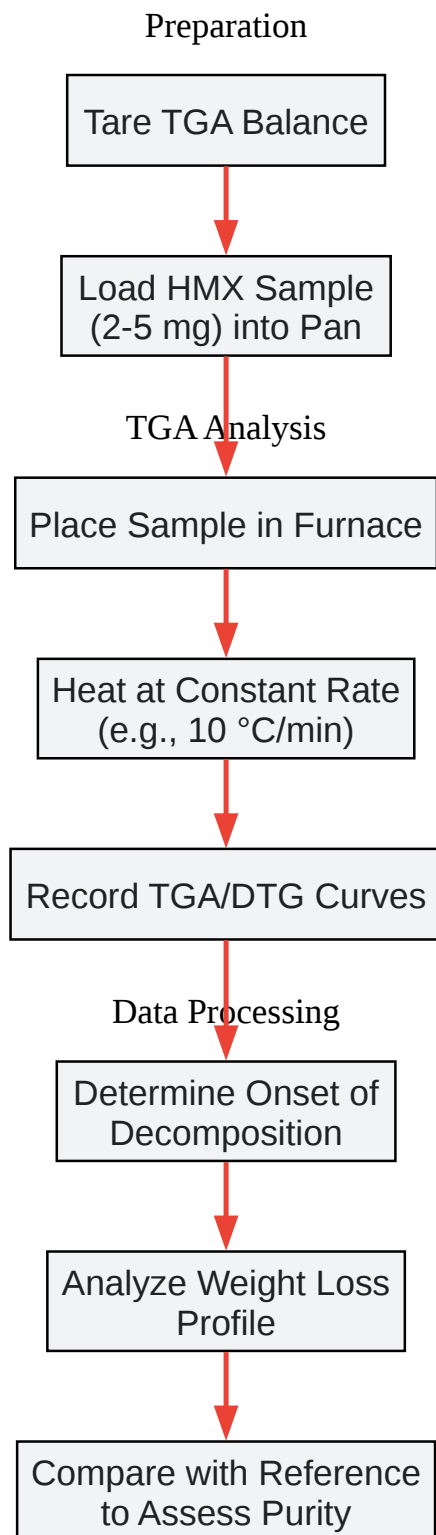 Preparation
Tare TGA Balance
Load HMX Sample
(2-5 mg) into Pan
TGA Analysis
Place Sample in Furnace
Heat at Constant Rate
(e.g., 10 °C/min)
Record TGA/DTG Curves
Data Processing
Determine Onset of
Decomposition
Analyze Weight Loss
Profile
Compare with Reference
to Assess Purity